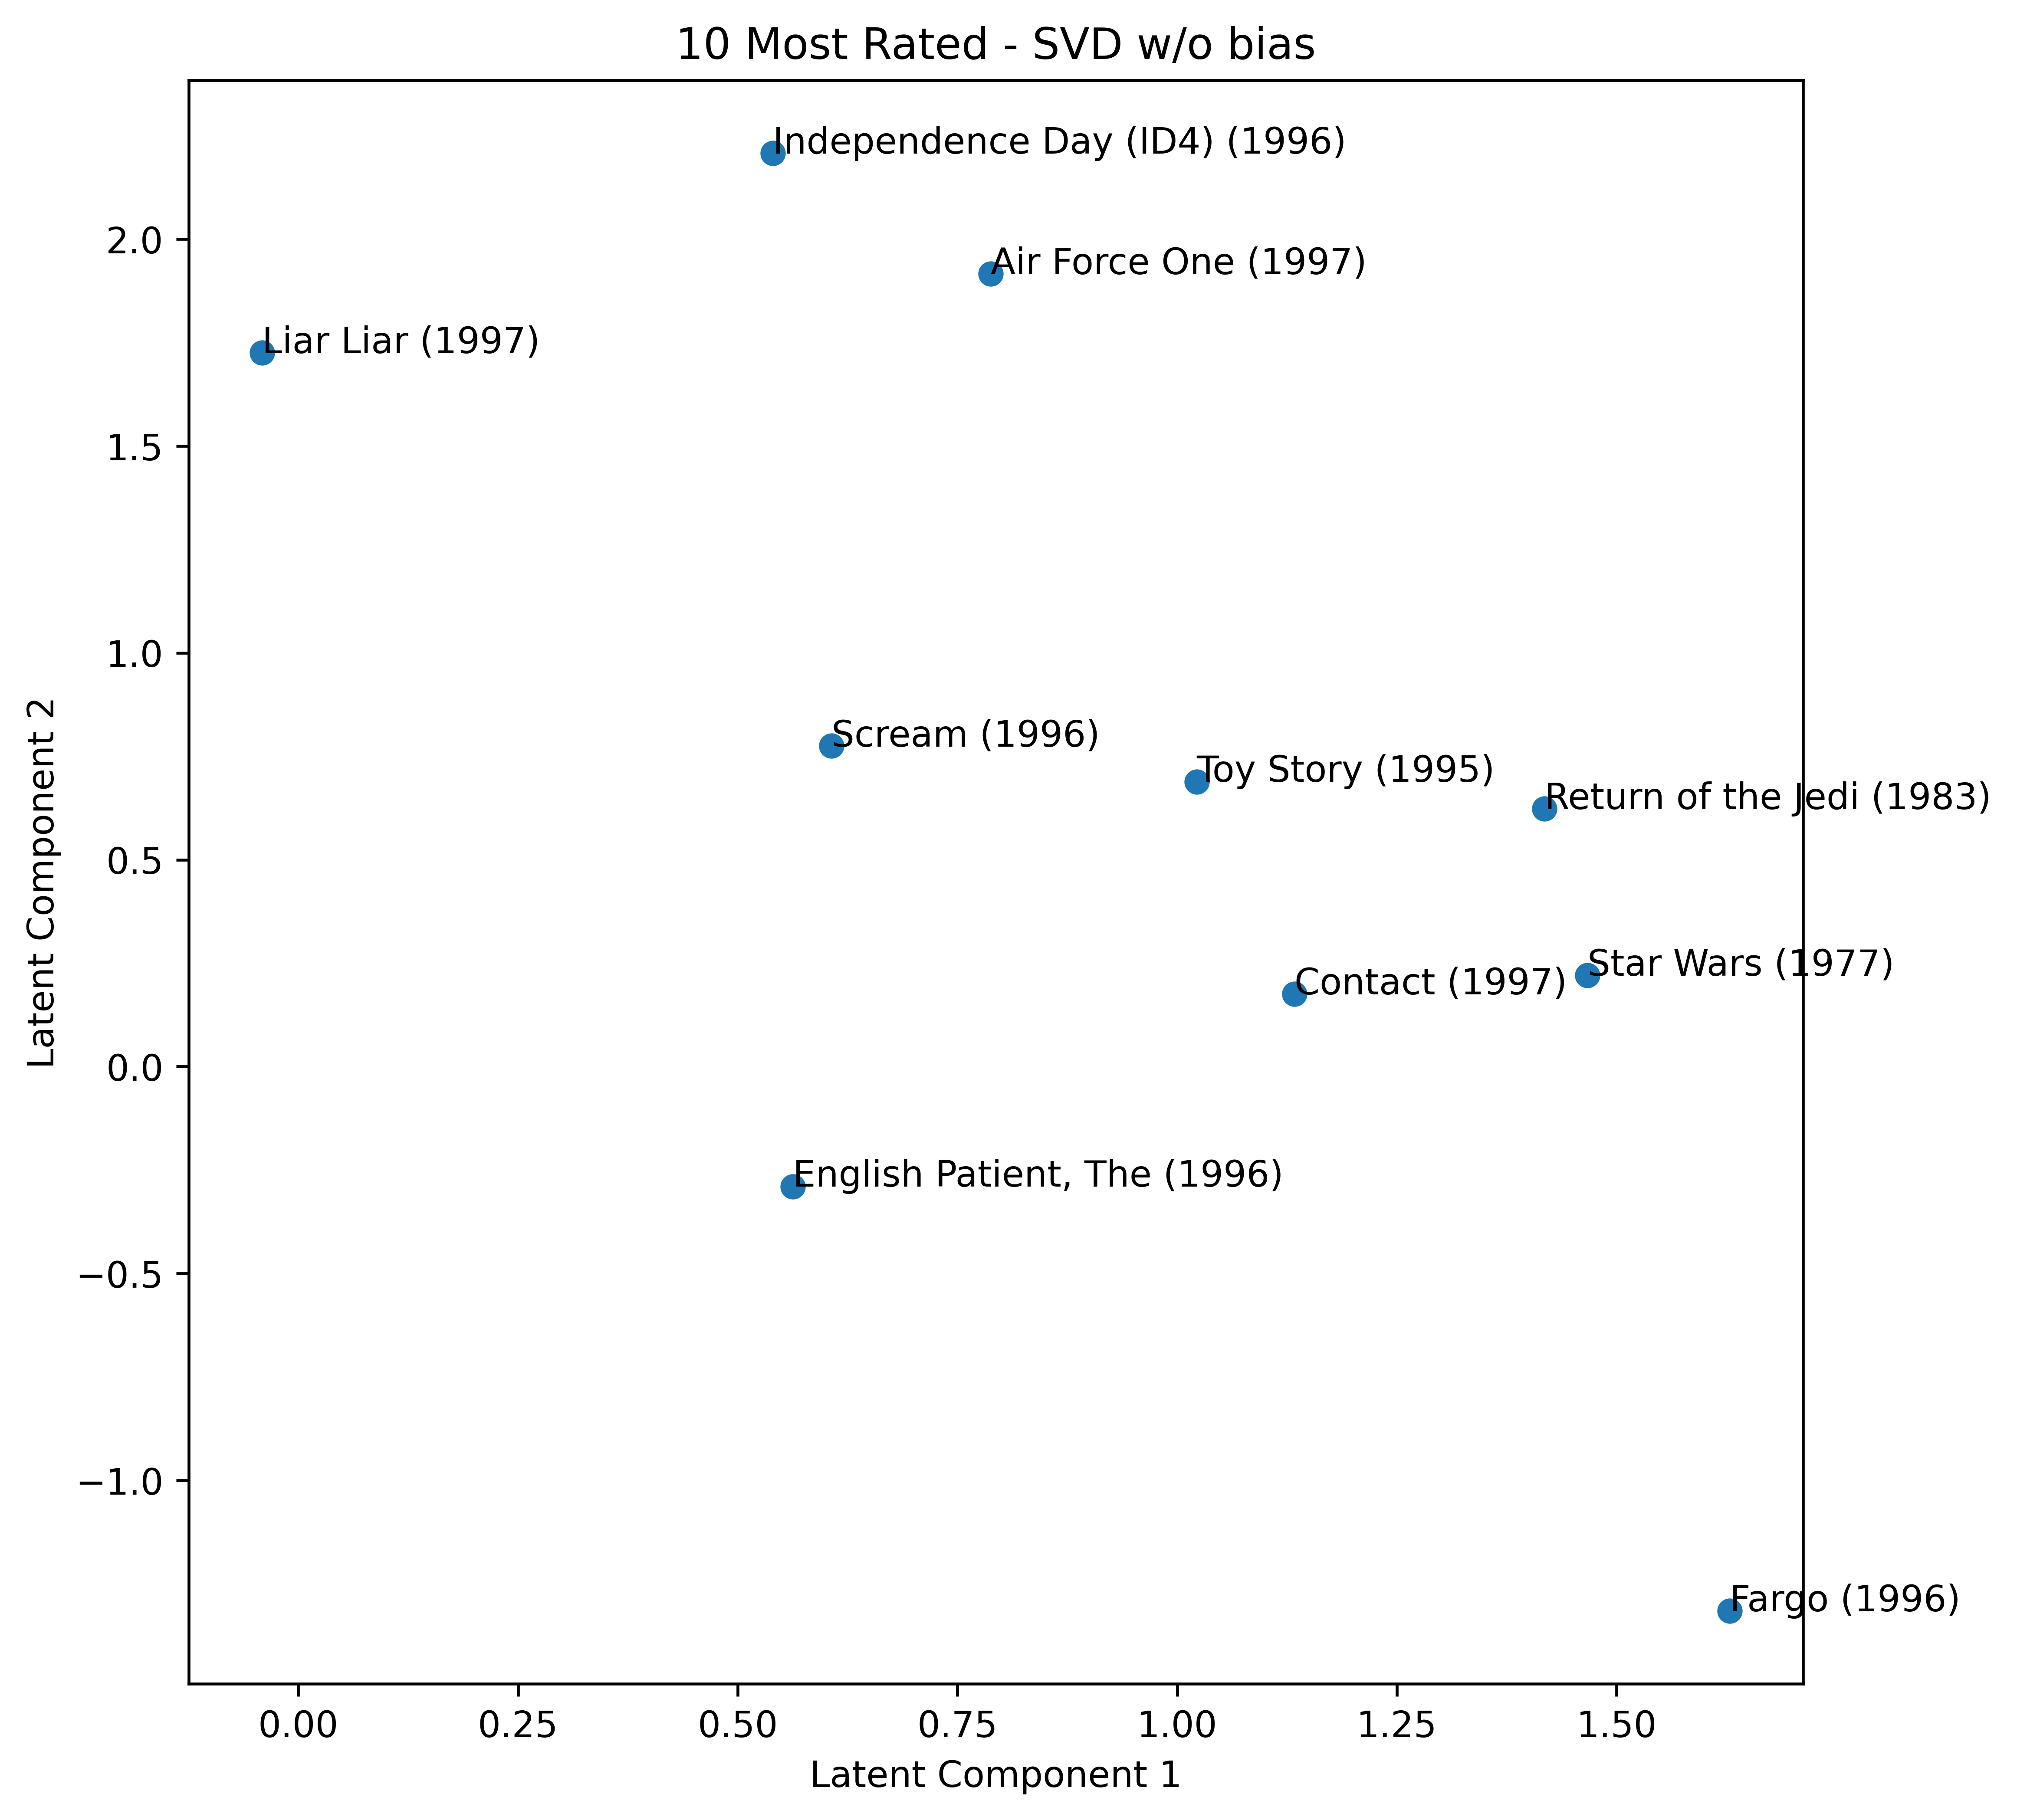 10 Most Rated - SVD w/o bias
Independence Day (ID4) (1996)
Air Force One (1997)
Liar Liar (1997)
Scream (1996)
Toy Story (1995)
Return of the Jedi (1983)
Star Wars (1977)
Contact (1997)
English Patient, The (1996)
Fargo (1996)
Latent Component 2
2.0
1.5
1.0
0.5
0.0
−0.5
−1.0
0.00 0.25 0.50 0.75 1.00 1.25 1.50
Latent Component 1